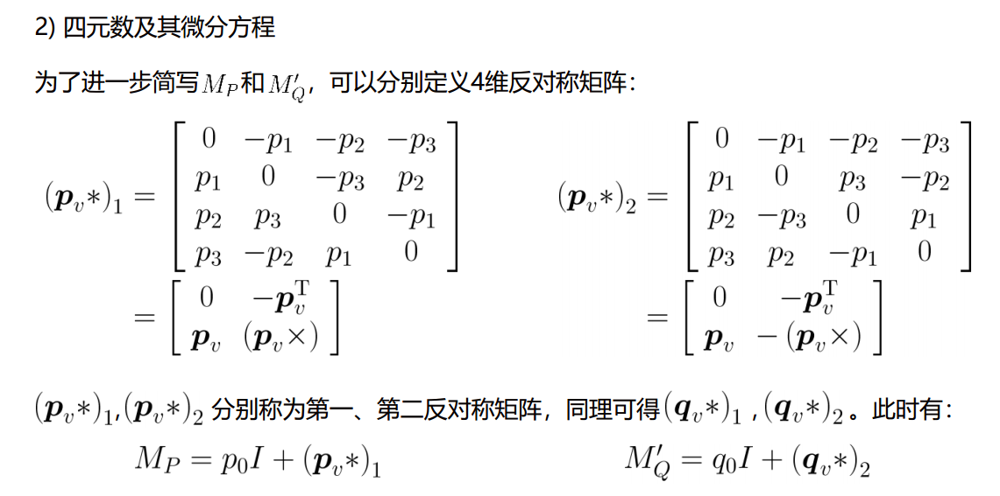 2) 四元数及其微分方程
为了进一步简写 $M_P$ 和 $M'_Q$，可以分别定义4维反对称矩阵：
$(\boldsymbol{p}_v*)_1 = \begin{bmatrix} 0 & -p_1 & -p_2 & -p_3 \\ p_1 & 0 & -p_3 & p_2 \\ p_2 & p_3 & 0 & -p_1 \\ p_3 & -p_2 & p_1 & 0 \end{bmatrix}$ $(\boldsymbol{p}_v*)_2 = \begin{bmatrix} 0 & -p_1 & -p_2 & -p_3 \\ p_1 & 0 & p_3 & -p_2 \\ p_2 & -p_3 & 0 & p_1 \\ p_3 & p_2 & -p_1 & 0 \end{bmatrix}$
$= \begin{bmatrix} 0 & -\boldsymbol{p}_v^{\mathrm{T}} \\ \boldsymbol{p}_v & (\boldsymbol{p}_v\times) \end{bmatrix}$ $= \begin{bmatrix} 0 & -\boldsymbol{p}_v^{\mathrm{T}} \\ \boldsymbol{p}_v & -(\boldsymbol{p}_v\times) \end{bmatrix}$
$(\boldsymbol{p}_v*)_1$,$(\boldsymbol{p}_v*)_2$ 分别称为第一、第二反对称矩阵，同理可得$(\boldsymbol{q}_v*)_1$ ,$(\boldsymbol{q}_v*)_2$ 。此时有：
$M_P = p_0 I + (\boldsymbol{p}_v*)_1$ $M'_Q = q_0 I + (\boldsymbol{q}_v*)_2$